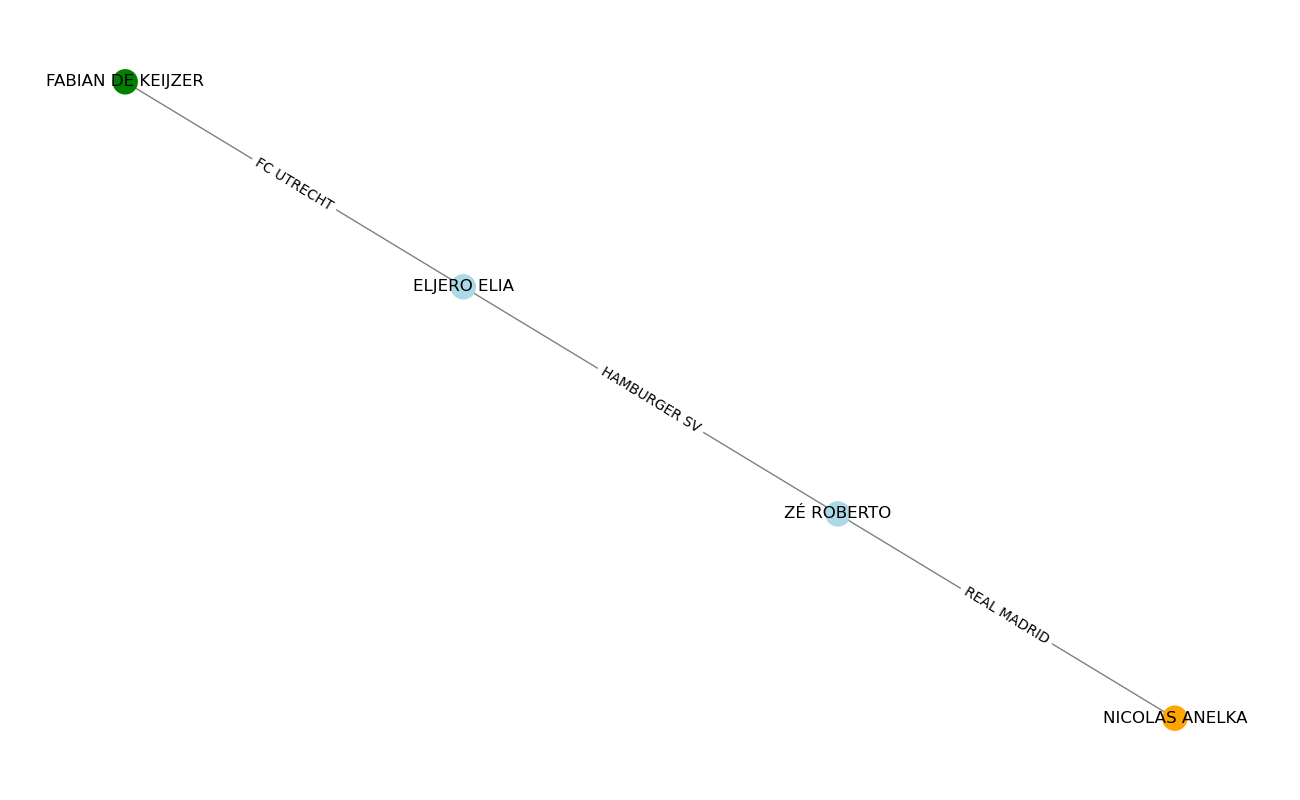 FABIAN DE KEIJZER
FC UTRECHT
ELJERO ELIA
HAMBURGER SV
ZÉ ROBERTO
REAL MADRID
NICOLAS ANELKA